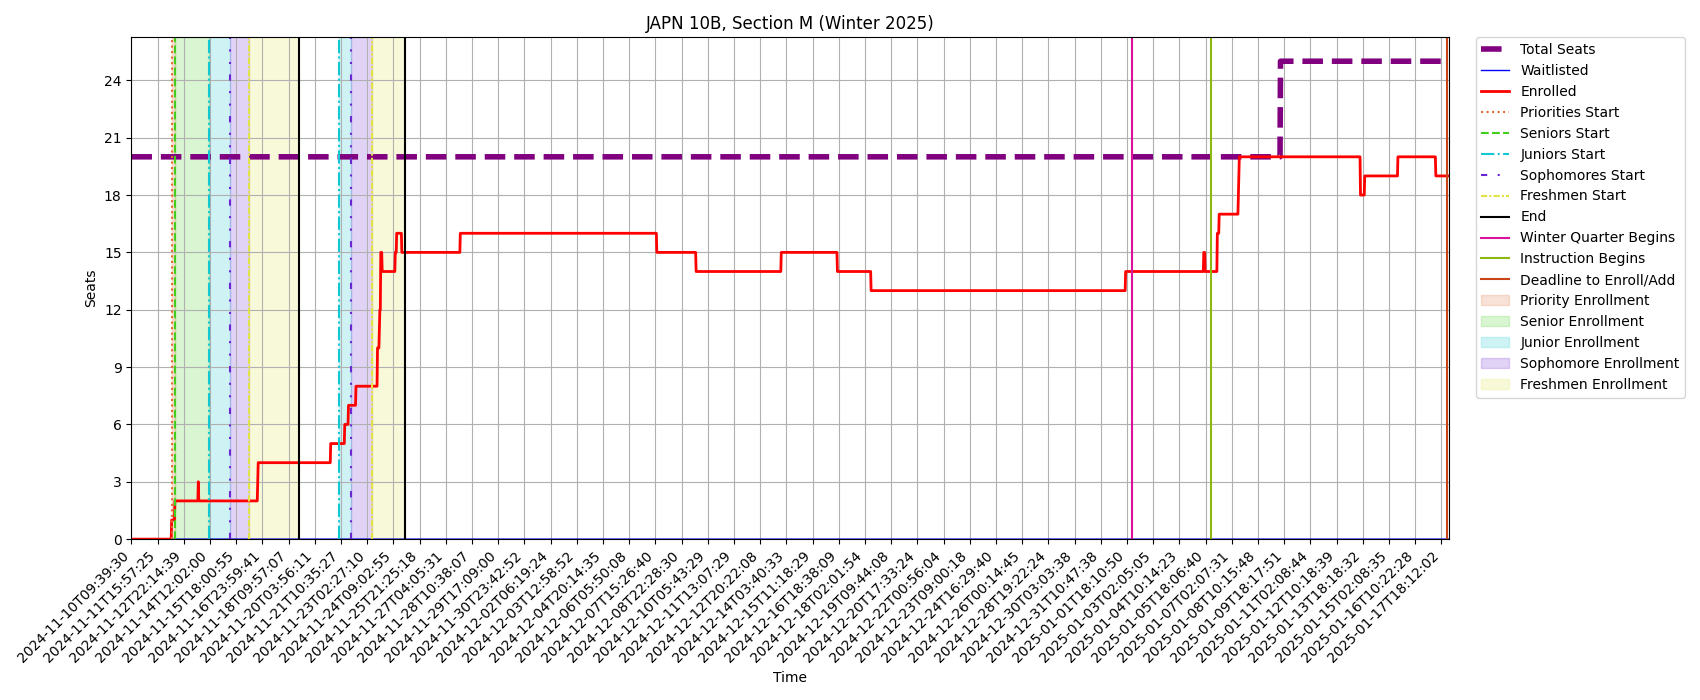 JAPN 10B, Section M (Winter 2025)
Seats
24
21
18
15
12
9
6
3
0
2024-11-10T09:39:30
2024-11-11T15:57:25
2024-11-12T22:14:39
2024-11-14T12:02:00
2024-11-15T18:00:55
2024-11-16T23:59:41
2024-11-18T09:57:07
2024-11-20T03:56:11
2024-11-21T10:35:27
2024-11-23T02:27:10
2024-11-24T09:02:55
2024-11-25T21:25:18
2024-11-27T04:05:31
2024-11-28T10:38:07
2024-11-29T17:09:00
2024-11-30T23:42:52
2024-12-02T06:19:24
2024-12-03T12:58:52
2024-12-04T20:14:35
2024-12-06T05:50:08
2024-12-07T15:26:40
2024-12-08T22:28:30
2024-12-10T05:43:29
2024-12-11T13:07:29
2024-12-12T20:22:08
2024-12-14T03:40:33
2024-12-15T11:18:29
2024-12-16T18:38:09
2024-12-18T02:01:54
2024-12-19T09:44:08
2024-12-20T17:33:24
2024-12-22T00:56:04
2024-12-23T09:00:18
2024-12-24T16:29:40
2024-12-26T00:14:45
2024-12-28T19:22:24
2024-12-30T03:03:38
2024-12-31T10:47:38
2025-01-01T18:10:50
2025-01-03T02:05:05
2025-01-04T10:14:23
2025-01-05T18:06:40
2025-01-07T02:07:31
2025-01-08T10:15:48
2025-01-09T18:17:51
2025-01-11T02:08:44
2025-01-12T10:18:39
2025-01-13T18:18:32
2025-01-15T02:08:35
2025-01-16T10:22:28
2025-01-17T18:12:02
Time
Total Seats
Waitlisted
Enrolled
Priorities Start
Seniors Start
Juniors Start
Sophomores Start
Freshmen Start
End
Winter Quarter Begins
Instruction Begins
Deadline to Enroll/Add
Priority Enrollment
Senior Enrollment
Junior Enrollment
Sophomore Enrollment
Freshmen Enrollment